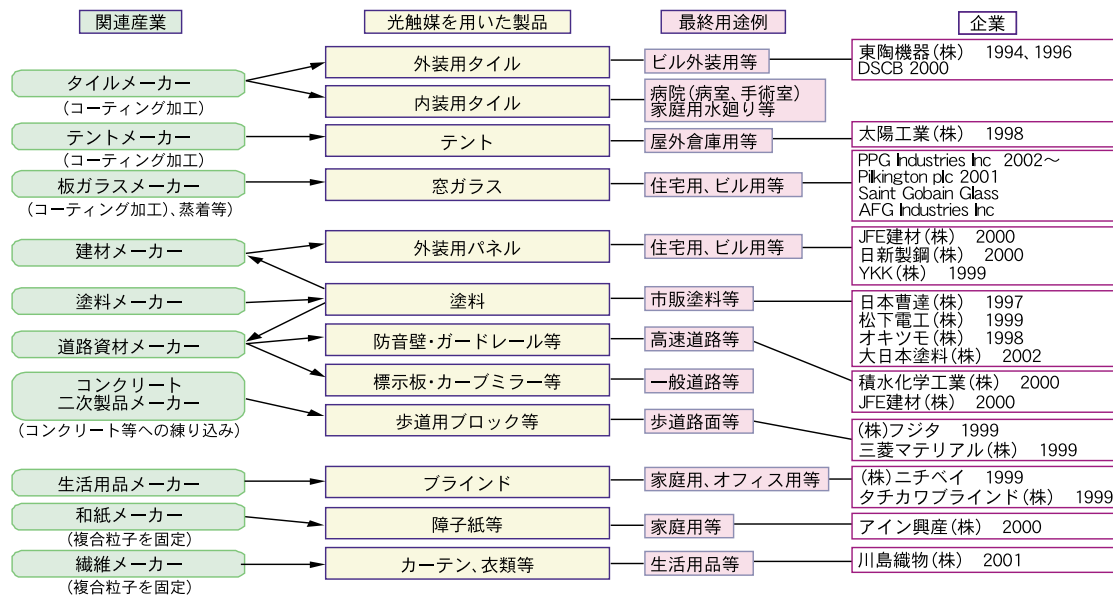 関連産業
光触媒を用いた製品
最終用途例
企業
タイルメーカー
(コーティング加工)
外装用タイル
内装用タイル
ビル外装用等
病院(病室、手術室)
家庭用水廻り等
東陶機器(株) 1994、1996
DSCB 2000
テントメーカー
(コーティング加工)
テント
屋外倉庫用等
太陽工業(株) 1998
板ガラスメーカー
(コーティング加工)、蒸着等)
窓ガラス
住宅用、ビル用等
PPG Industries Inc 2002〜
Pilkington plc 2001
Saint Gobain Glass
AFG Industries Inc
建材メーカー
外装用パネル
住宅用、ビル用等
JFE建材(株) 2000
日新製鋼(株) 2000
YKK(株) 1999
塗料メーカー
塗料
市販塗料等
日本曹達(株) 1997
松下電工(株) 1999
オキツモ(株) 1998
大日本塗料(株) 2002
道路資材メーカー
防音壁・ガードレール等
高速道路等
標示板・カーブミラー等
一般道路等
積水化学工業(株) 2000
JFE建材(株) 2000
コンクリート
二次製品メーカー
(コンクリート等への練り込み)
歩道用ブロック等
歩道路面等
(株)フジタ 1999
三菱マテリアル(株) 1999
生活用品メーカー
ブラインド
家庭用、オフィス用等
(株)ニチベイ 1999
タチカワブラインド(株) 1999
和紙メーカー
(複合粒子を固定)
障子紙等
家庭用等
アイン興産(株) 2000
繊維メーカー
(複合粒子を固定)
カーテン、衣類等
生活用品等
川島織物(株) 2001